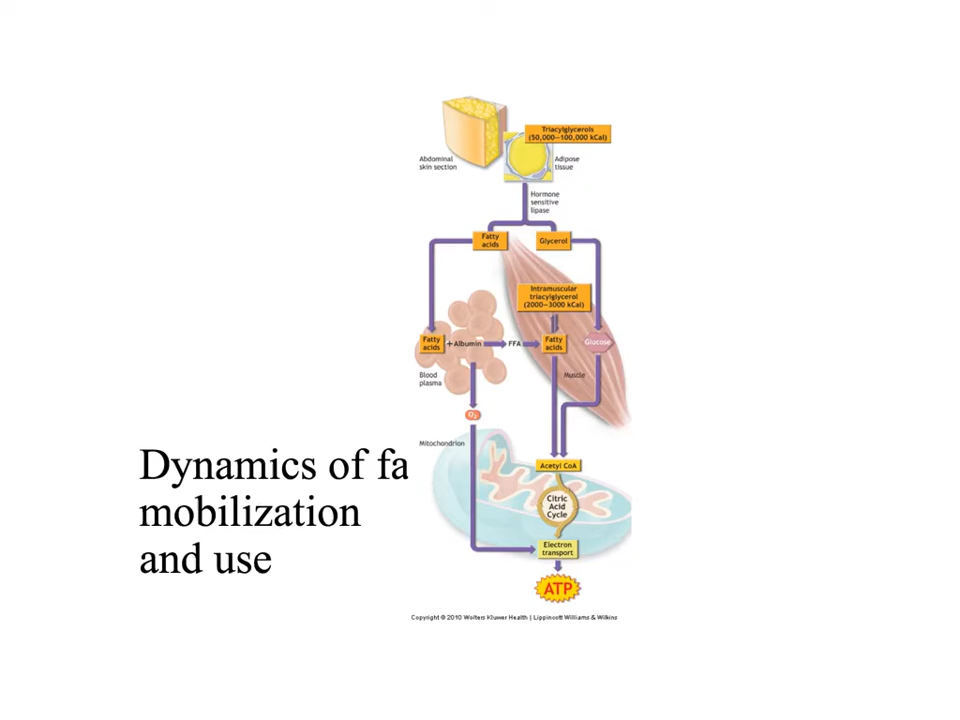 Triacylglycerols
(50,000–100,000 kCal)
Abdominal
skin section
Adipose
tissue
Hormone
sensitive
lipase
Fatty
acids
Glycerol
Intramuscular
triacylglycerol
(2000–3000 kCal)
Fatty
acids
+ Albumin
FFA
Fatty
acids
Glucose
Blood
plasma
Muscle
O2
Mitochondrion
Dynamics of fa
mobilization
and use
Acetyl CoA
Citric
Acid
Cycle
Electron
transport
ATP
Copyright © 2010 Wolters Kluwer Health | Lippincott Williams & Wilkins